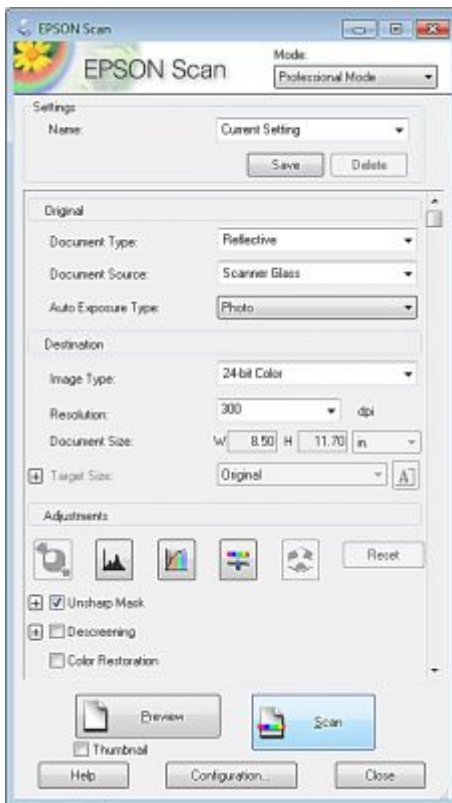 EPSON Scan
EPSON Scan
Mode:
Professional Mode
Settings
Name:
Current Setting
Save
Delete
Original
Document Type:
Reflective
Document Source:
Scanner Glass
Auto Exposure Type:
Photo
Destination
Image Type:
24-bit Color
Resolution:
300
dpi
Document Size:
W 8.50 H 11.70 in.
Target Size:
Original
A
Adjustments
Reset
Unsharp Mask
Descreening
Color Restoration
Preview
Scan
Thumbnail
Help
Configuration...
Close